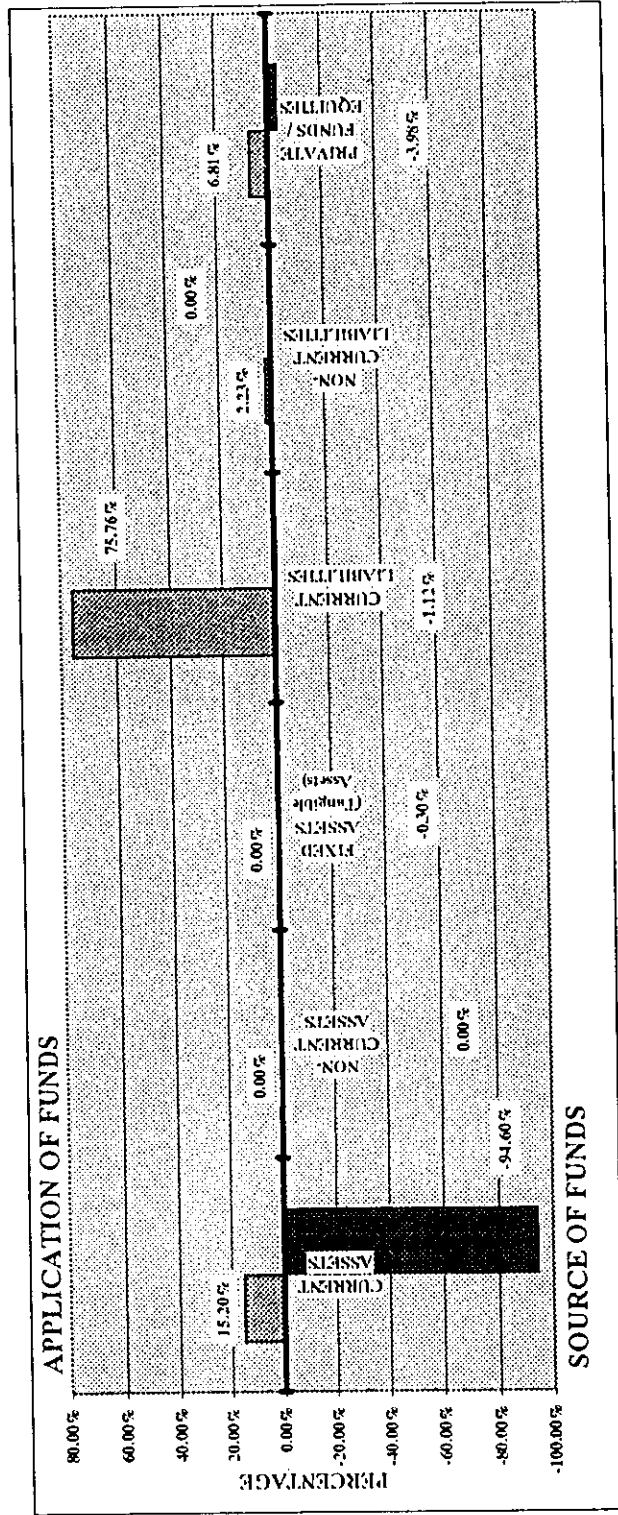 APPLICATION OF FUNDS
80.00%
60.00%
40.00%
20.00%
0.00%
-20.00%
-40.00%
-60.00%
-80.00%
-100.00%
PERCENTAGE
15.20%
0.00%
0.00%
75.76%
2.23%
0.00%
6.81%
CURRENT
ASSETS
NON-
CURRENT
ASSETS
FIXED
ASSETS
(Tangible
Assets)
CURRENT
LIABILITIES
NON-
CURRENT
LIABILITIES
PRIVATE
FUNDS /
EQUITIES
-94.60%
0.00%
-0.30%
-1.12%
-3.98%
SOURCE OF FUNDS